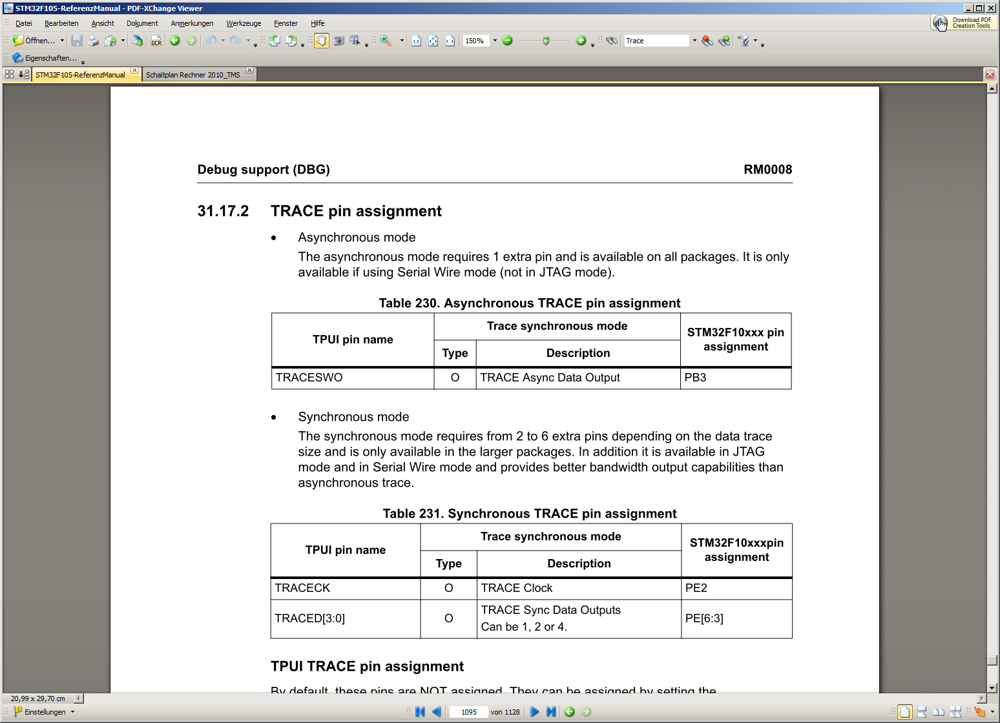 STM32F105-ReferenzManual - PDF-XChange Viewer
Datei Bearbeiten Ansicht Dokument Anmerkungen Werkzeuge Fenster Hilfe
Download PDF
Creation Tools
Öffnen... OCR 1:1 150% Trace
Eigenschaften...
STM32F105-ReferenzManual Schaltplan Rechner 2010_TMS
Debug support (DBG) RM0008
31.17.2 TRACE pin assignment
• Asynchronous mode
The asynchronous mode requires 1 extra pin and is available on all packages. It is only
available if using Serial Wire mode (not in JTAG mode).
Table 230. Asynchronous TRACE pin assignment
TPUI pin name Trace synchronous mode STM32F10xxx pin
assignment
Type Description
TRACESWO O TRACE Async Data Output PB3
• Synchronous mode
The synchronous mode requires from 2 to 6 extra pins depending on the data trace
size and is only available in the larger packages. In addition it is available in JTAG
mode and in Serial Wire mode and provides better bandwidth output capabilities than
asynchronous trace.
Table 231. Synchronous TRACE pin assignment
TPUI pin name Trace synchronous mode STM32F10xxxpin
assignment
Type Description
TRACECK O TRACE Clock PE2
TRACED[3:0] O TRACE Sync Data Outputs
Can be 1, 2 or 4. PE[6:3]
TPUI TRACE pin assignment
By default, these pins are NOT assigned. They can be assigned by setting the
20,99 x 29,70 cm
Einstellungen 1095 von 1128